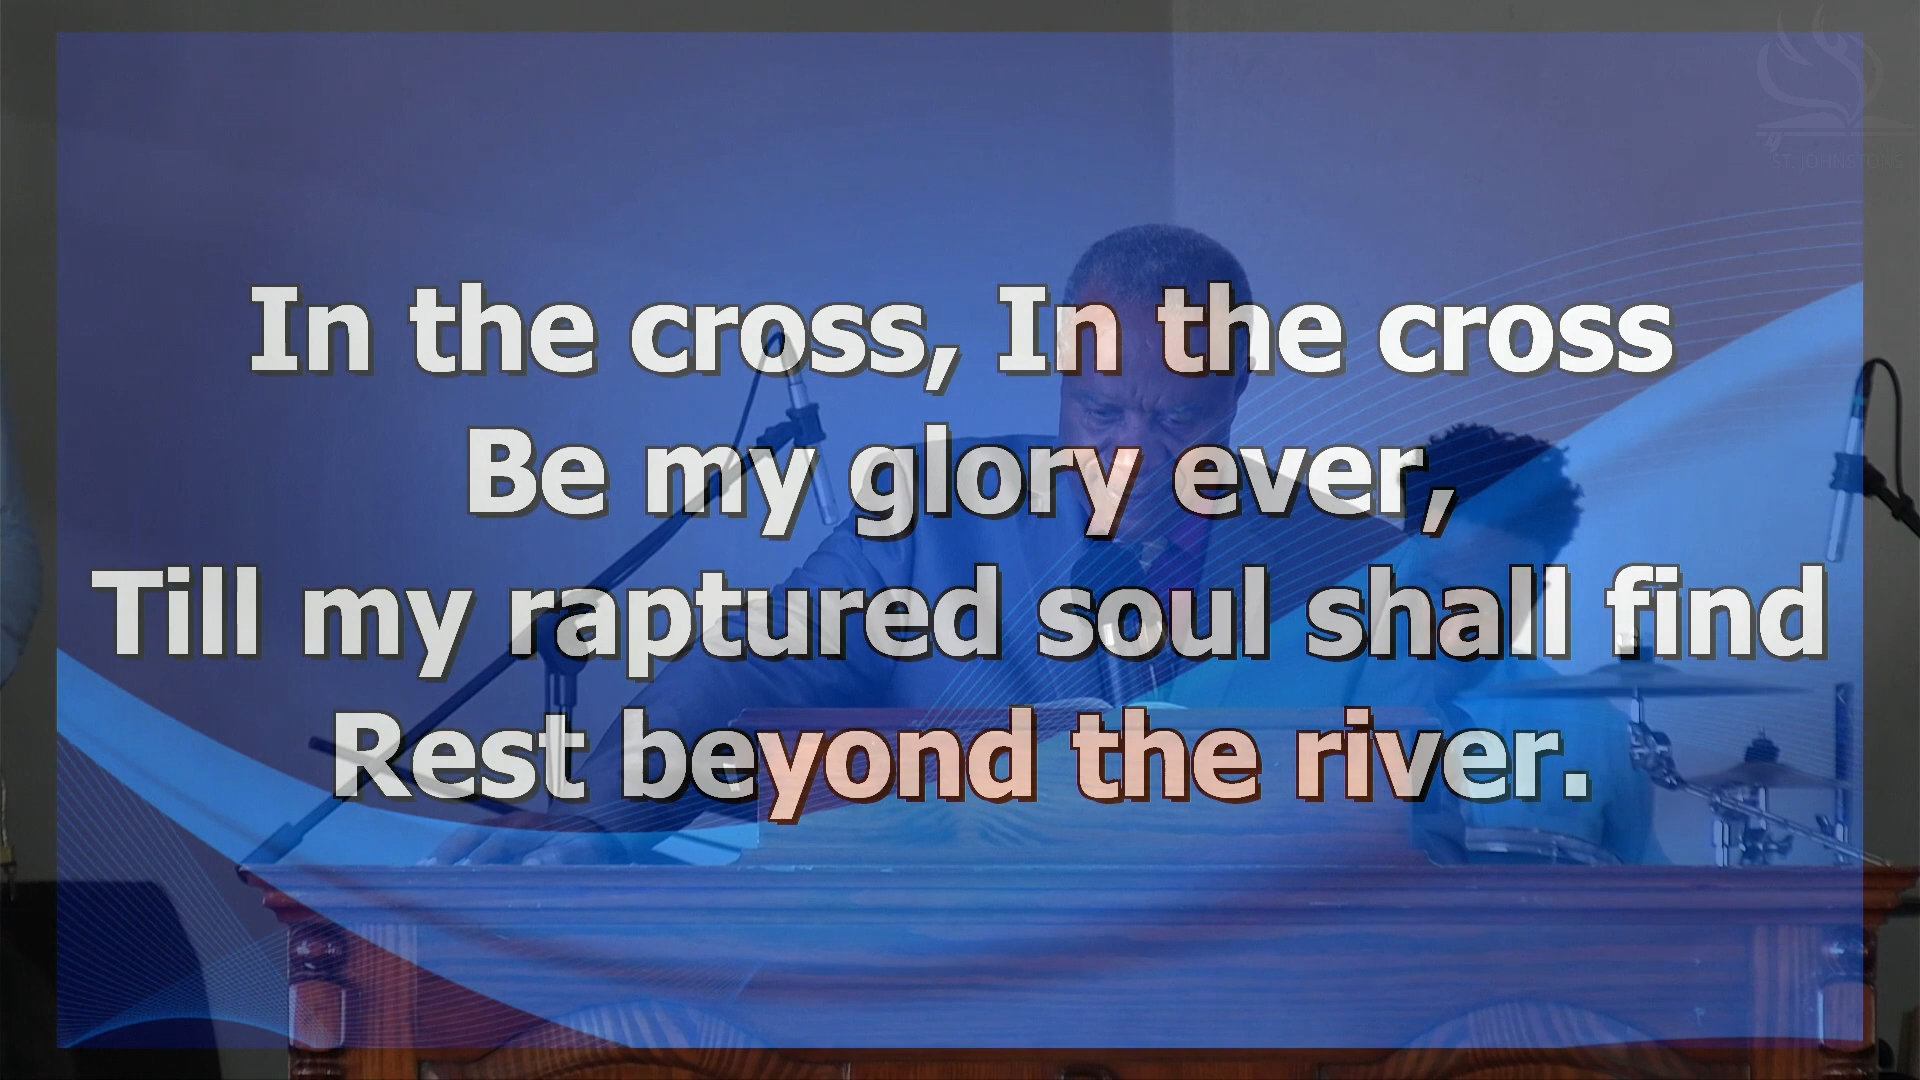 In the cross, In the cross
Be my glory ever,
Till my raptured soul shall find
Rest beyond the river.